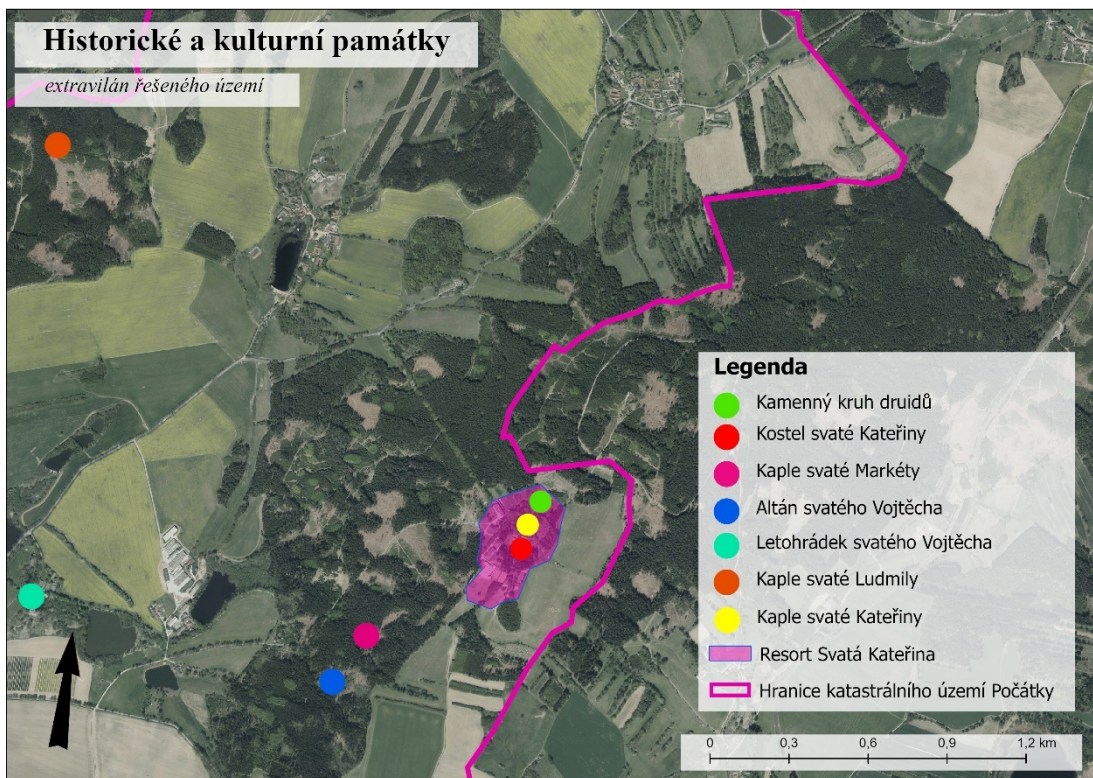 Historické a kulturní památky
extravilán řešeného území
Legenda
Kamenný kruh druidů
Kostel svaté Kateřiny
Kaple svaté Markéty
Altán svatého Vojtěcha
Letohrádek svatého Vojtěcha
Kaple svaté Ludmily
Kaple svaté Kateřiny
Resort Svatá Kateřina
Hranice katastrálního území Počátky
0 0,3 0,6 0,9 1,2 km